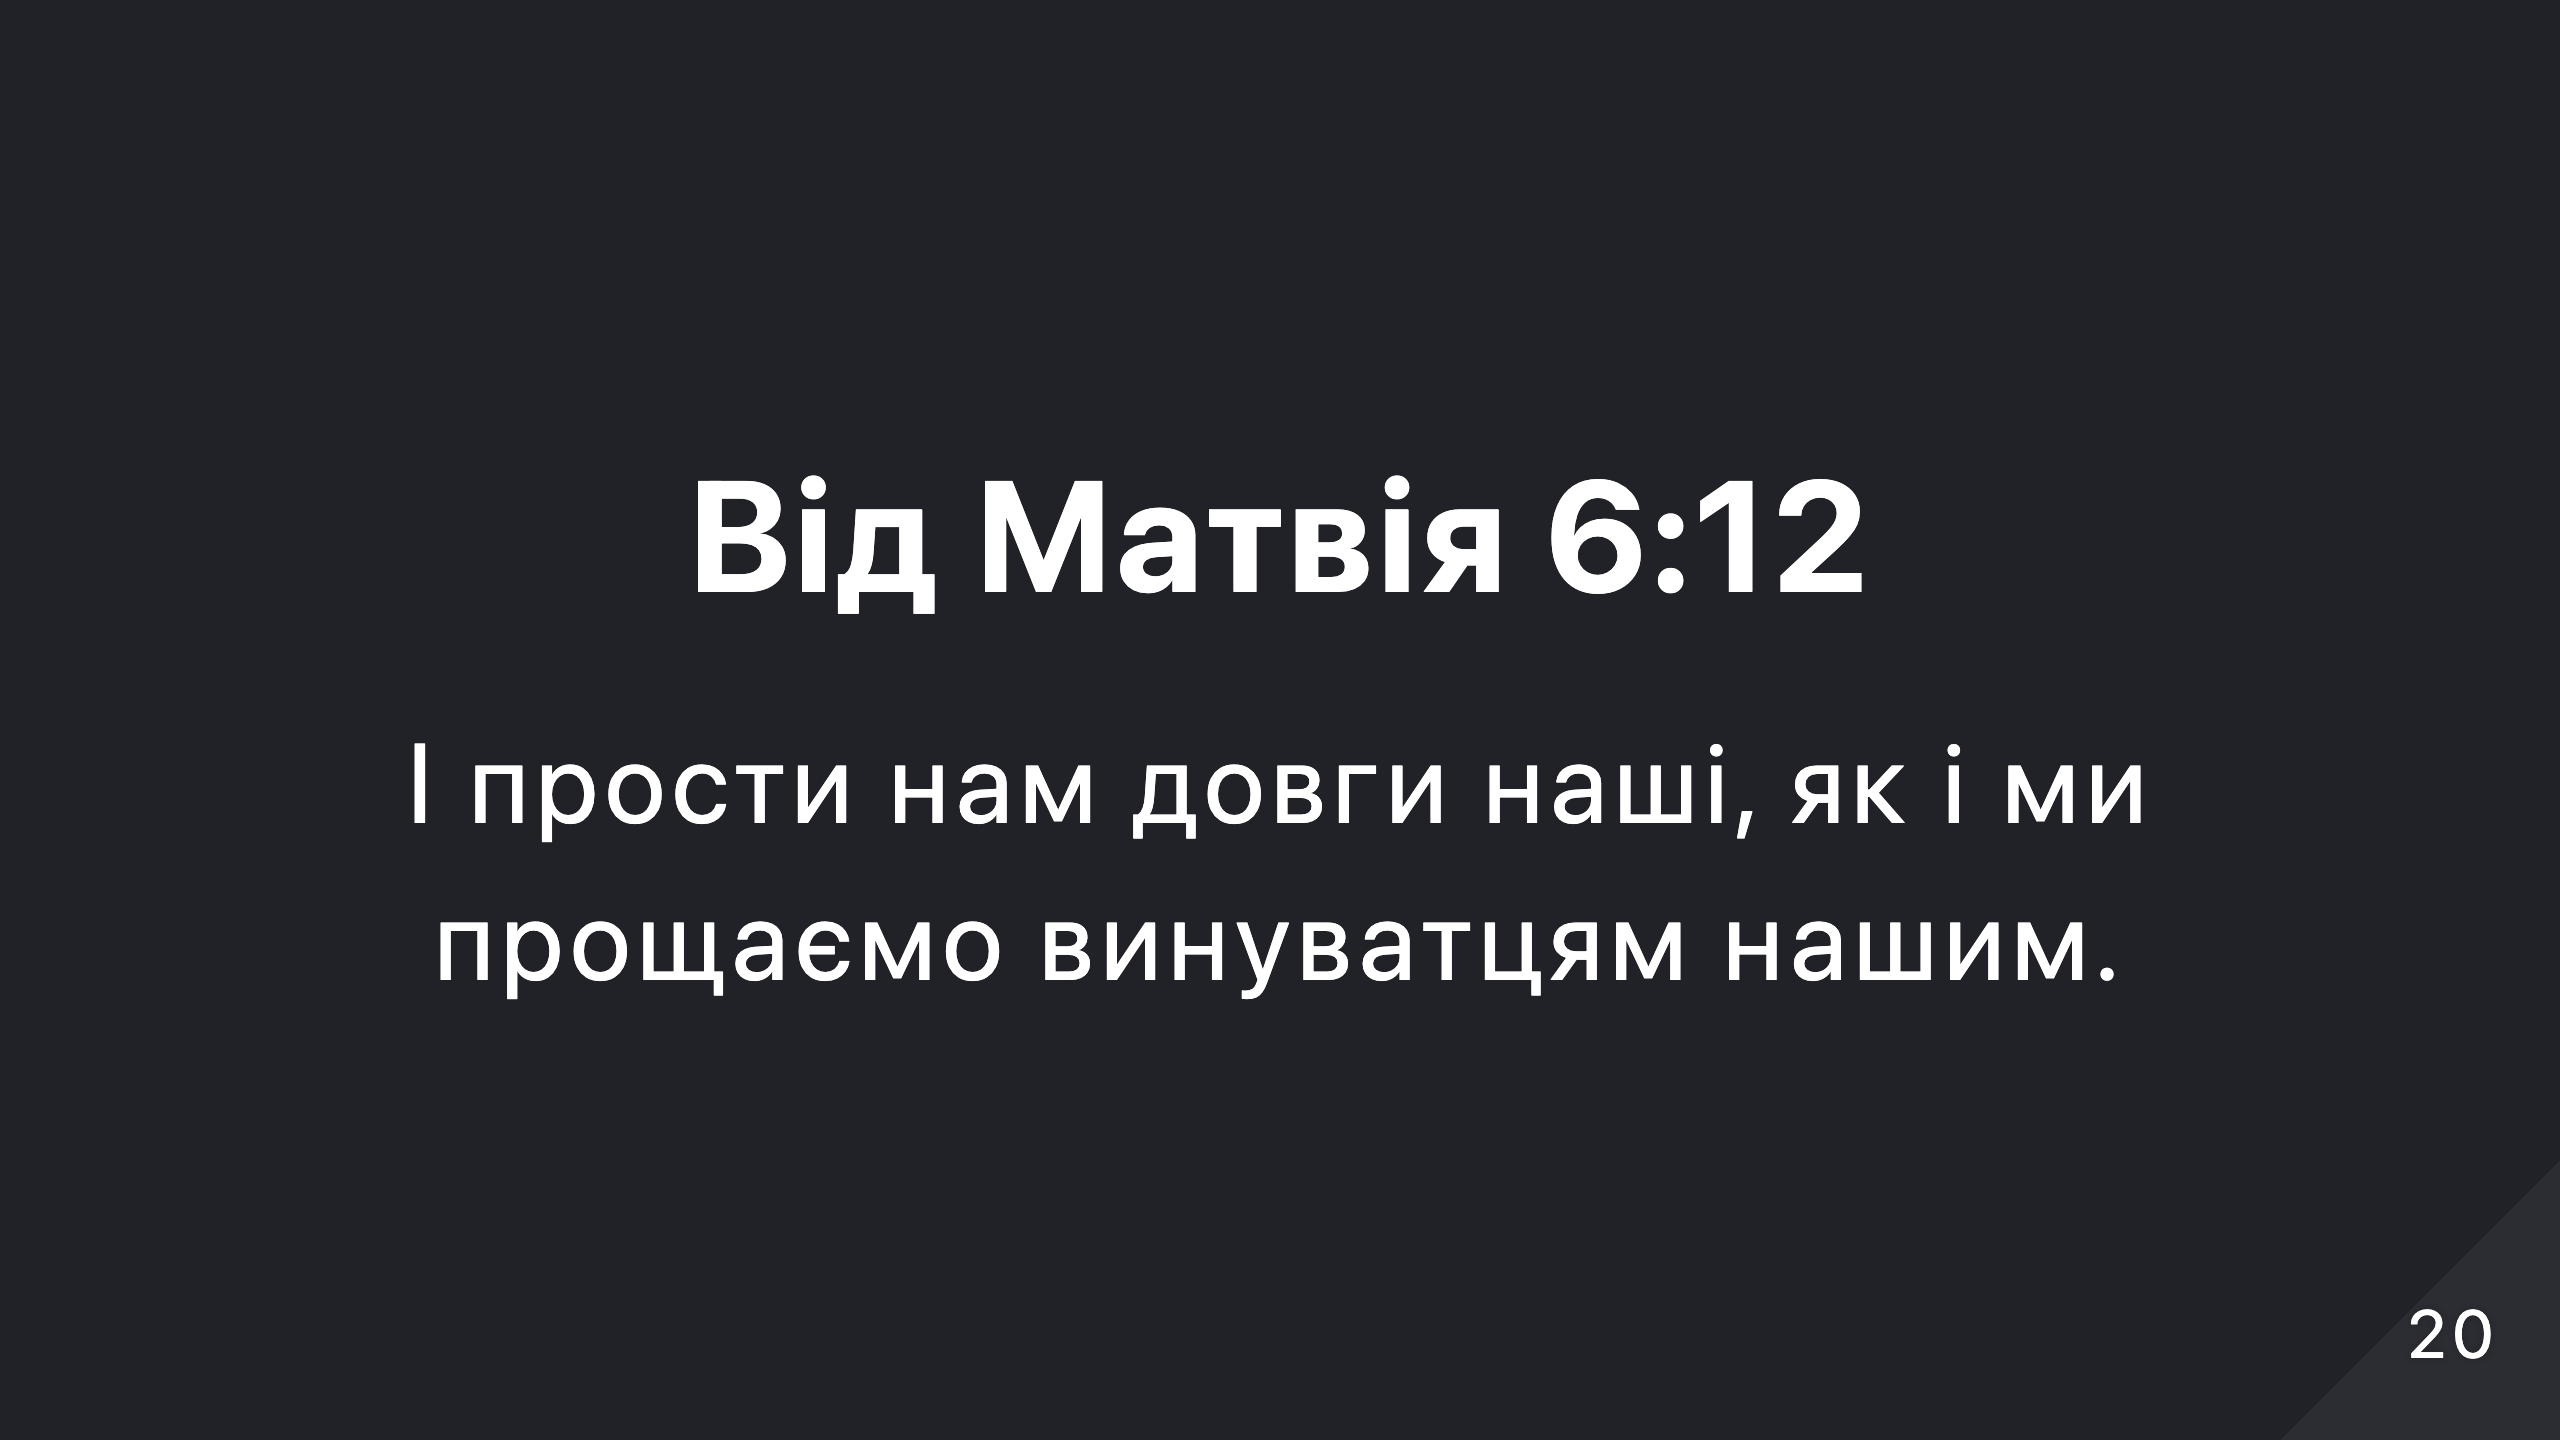 Від Матвія 6:12
І прости нам довги наші, як і ми
прощаємо винуватцям нашим.
20